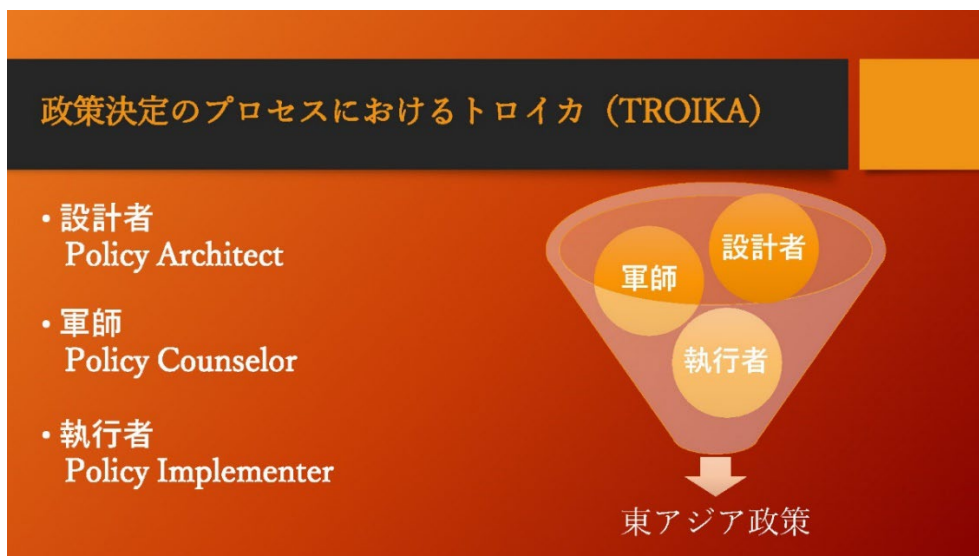 政策決定のプロセスにおけるトロイカ（TROIKA）
・設計者
Policy Architect
・軍師
Policy Counselor
・執行者
Policy Implementer
設計者
軍師
執行者
東アジア政策